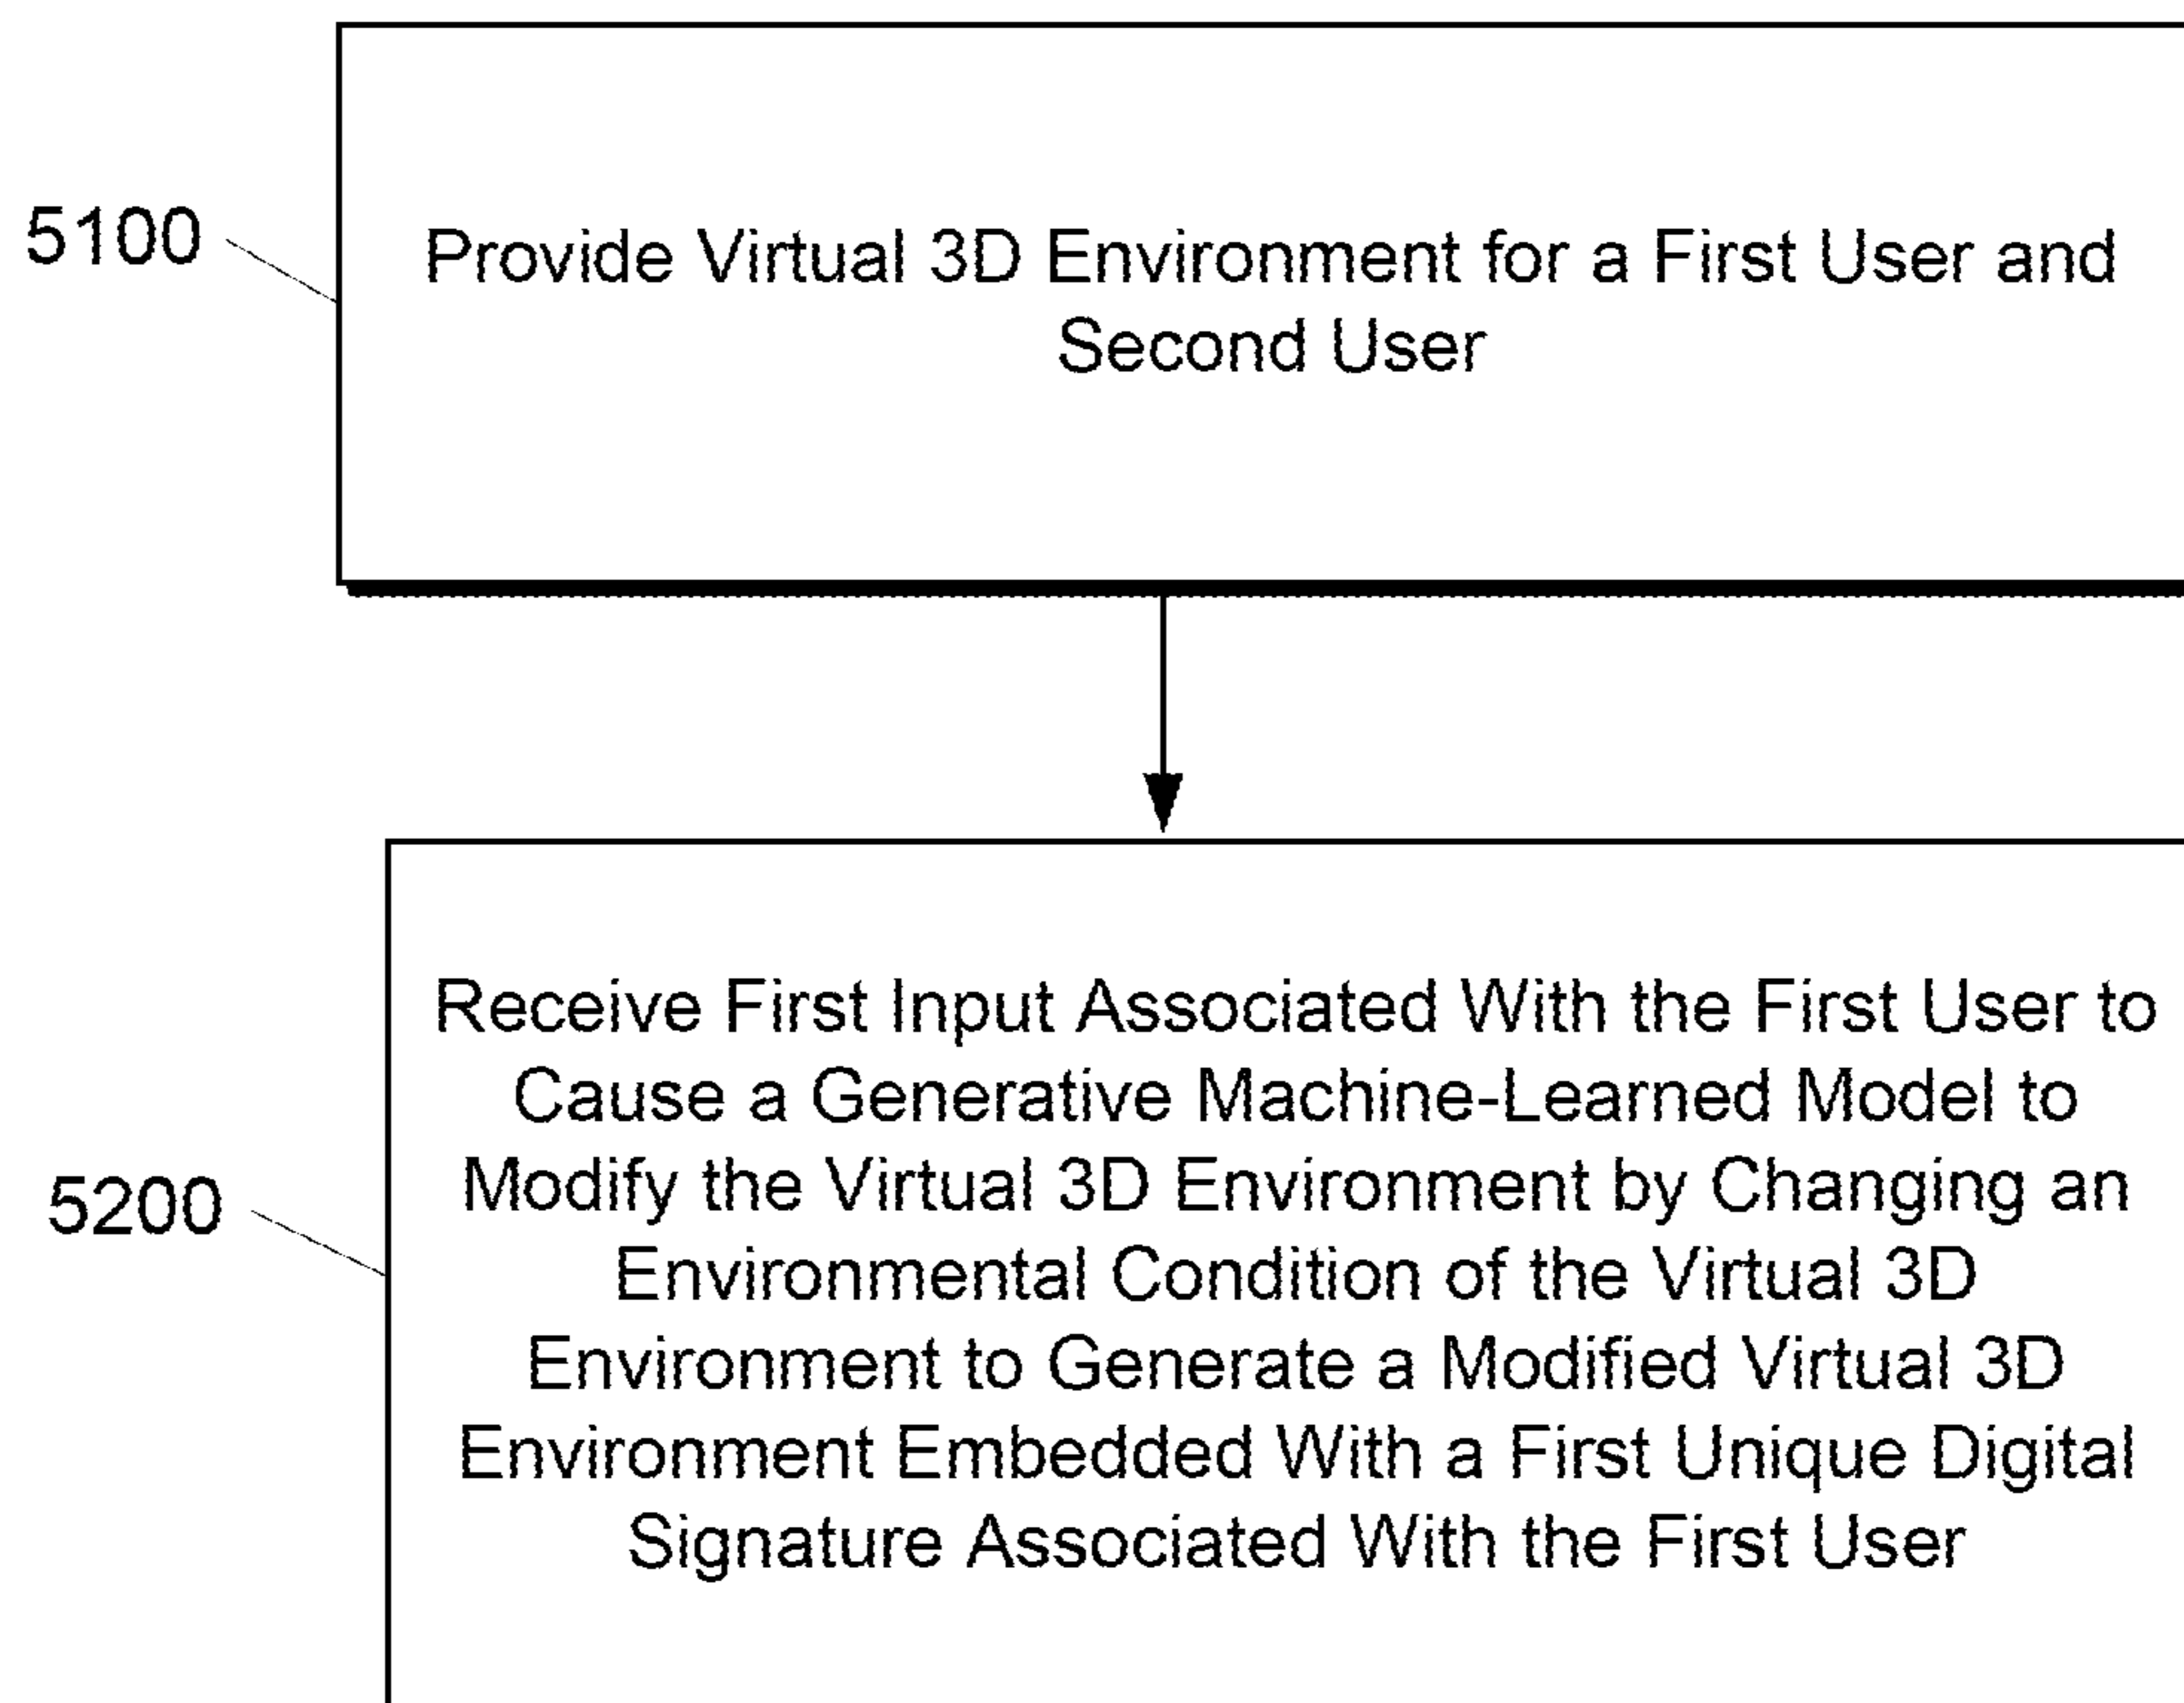 5100
Provide Virtual 3D Environment for a First User and
Second User
5200
Receive First Input Associated With the First User to
Cause a Generative Machine-Learned Model to
Modify the Virtual 3D Environment by Changing an
Environmental Condition of the Virtual 3D
Environment to Generate a Modified Virtual 3D
Environment Embedded With a First Unique Digital
Signature Associated With the First User